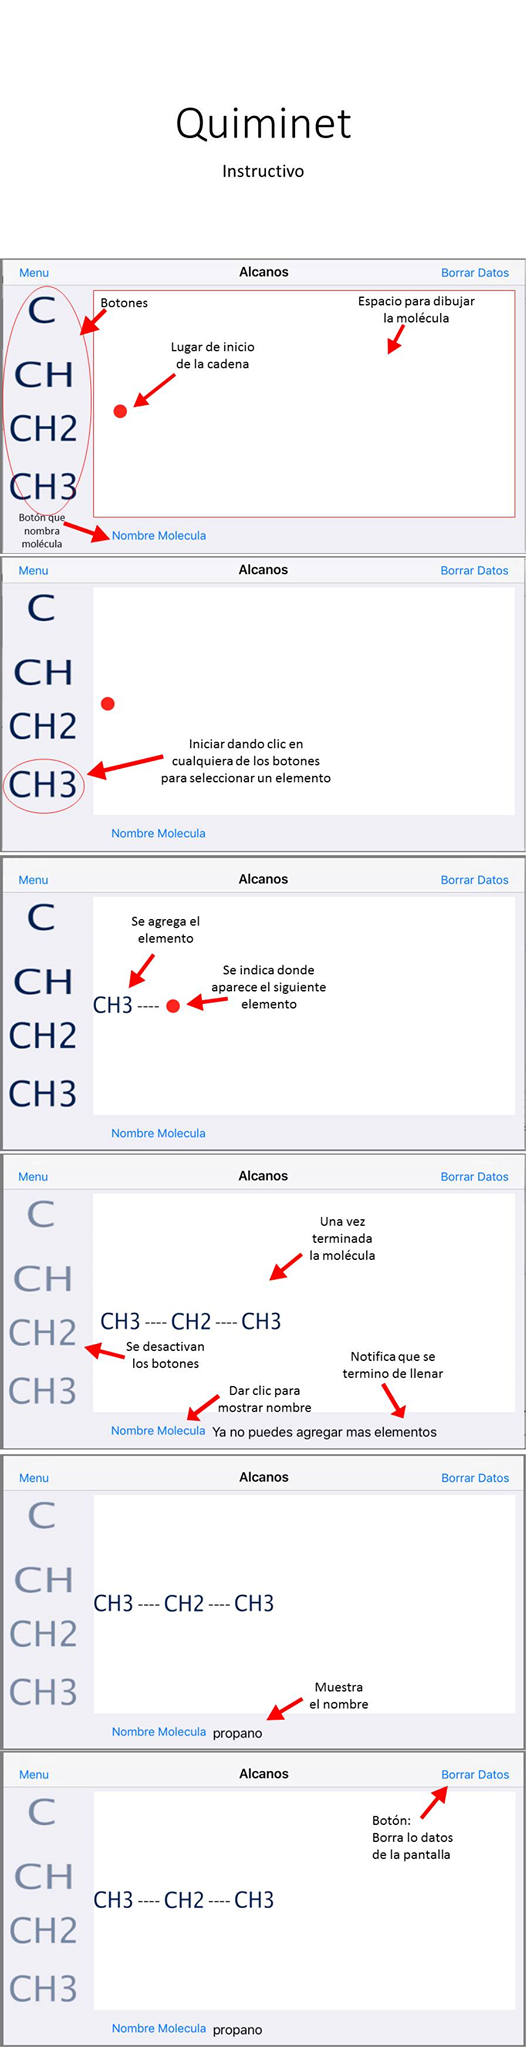 Quiminet
Instructivo
Menu Alcanos Borrar Datos
C
Botones
Espacio para dibujar
la molécula
Lugar de inicio
de la cadena
CH
CH2
CH3
Botón que
nombra
molécula
Nombre Molecula
Menu Alcanos Borrar Datos
C
CH
CH2
Iniciar dando clic en
cualquiera de los botones
para seleccionar un elemento
CH3
Nombre Molecula
Menu Alcanos Borrar Datos
C
Se agrega el
elemento
Se indica donde
aparece el siguiente
elemento
CH
CH3 ----
CH2
CH3
Nombre Molecula
Menu Alcanos Borrar Datos
C
Una vez
terminada
la molécula
CH
CH3 ---- CH2 ---- CH3
CH2
Se desactivan
los botones
Notifica que se
termino de llenar
CH3
Dar clic para
mostrar nombre
Nombre Molecula Ya no puedes agregar mas elementos
Menu Alcanos Borrar Datos
C
CH
CH3 ---- CH2 ---- CH3
CH2
CH3
Muestra
el nombre
Nombre Molecula propano
Menu Alcanos Borrar Datos
C
Botón:
Borra lo datos
de la pantalla
CH
CH3 ---- CH2 ---- CH3
CH2
CH3
Nombre Molecula propano